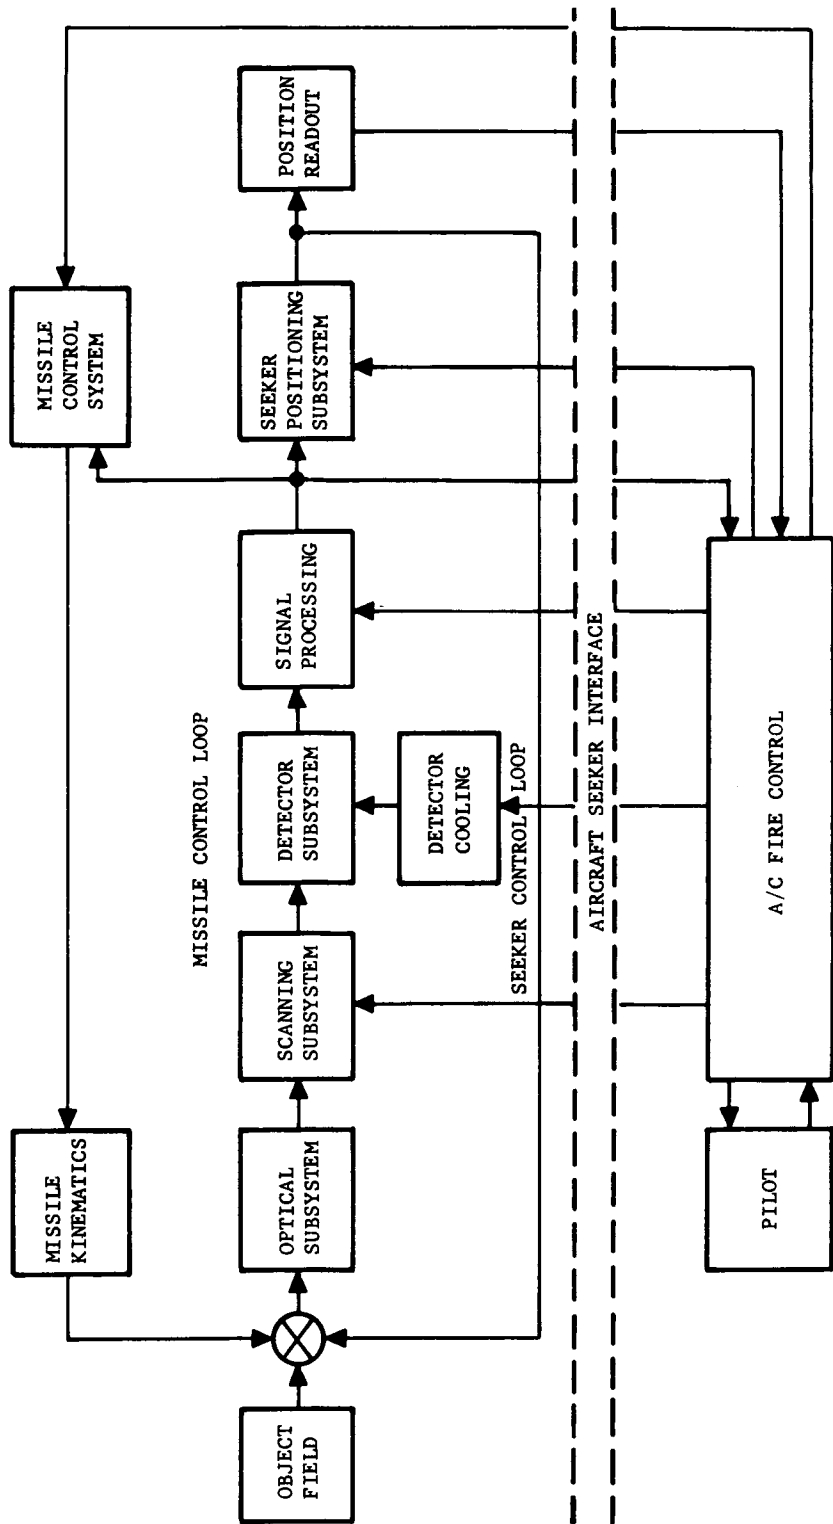 MISSILE
KINEMATICS
MISSILE
CONTROL
SYSTEM
MISSILE CONTROL LOOP
OBJECT
FIELD
OPTICAL
SUBSYSTEM
SCANNING
SUBSYSTEM
DETECTOR
SUBSYSTEM
SIGNAL
PROCESSING
SEEKER
POSITIONING
SUBSYSTEM
POSITION
READOUT
DETECTOR
COOLING
SEEKER CONTROL LOOP
AIRCRAFT SEEKER INTERFACE
PILOT
A/C FIRE CONTROL